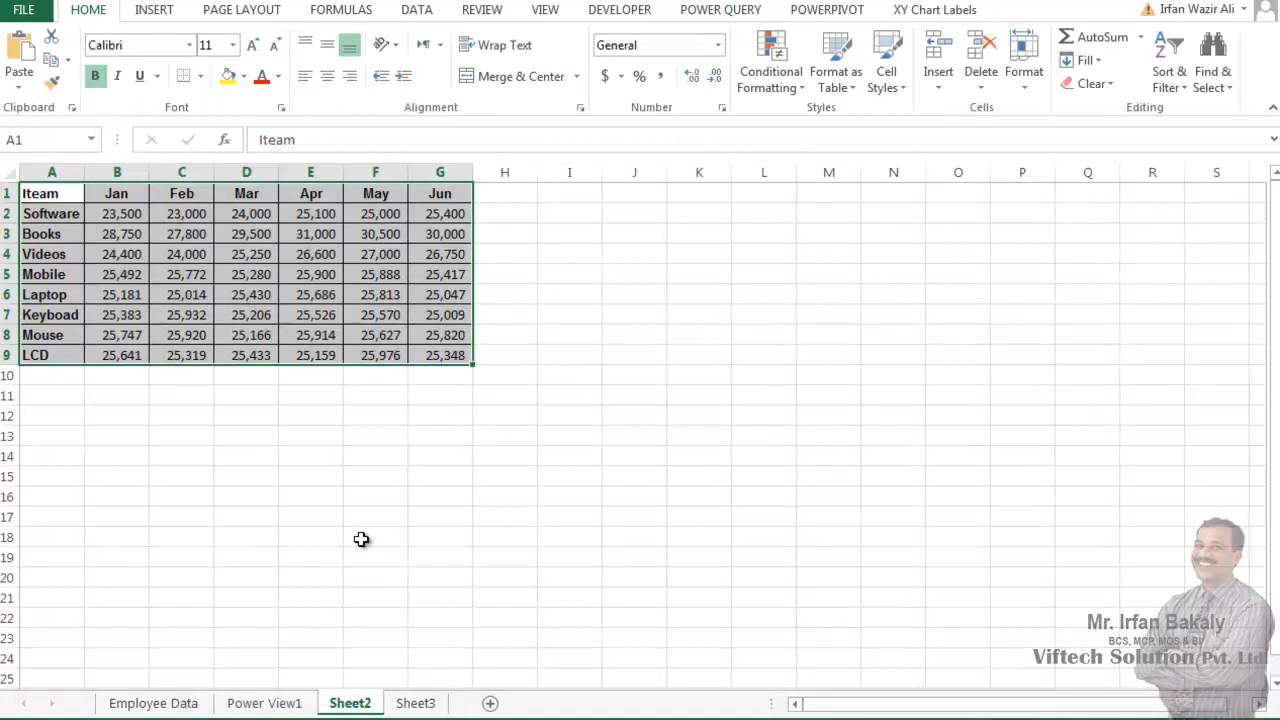 FILE HOME INSERT PAGE LAYOUT FORMULAS DATA REVIEW VIEW DEVELOPER POWER QUERY POWERPIVOT XY Chart Labels Irfan Wazir Ali
Paste
Calibri 11
B I U
Wrap Text
Merge & Center
General
$ %
Conditional Formatting
Format as Table
Cell Styles
Insert Delete Format
AutoSum
Fill
Clear
Sort & Filter
Find & Select
Clipboard Font Alignment Number Styles Cells Editing
A1 fx Iteam
A B C D E F G H I J K L M N O P Q R S
1 Iteam Jan Feb Mar Apr May Jun
2 Software 23,500 23,000 24,000 25,100 25,000 25,400
3 Books 28,750 27,800 29,500 31,000 30,500 30,000
4 Videos 24,400 24,000 25,250 26,600 27,000 26,750
5 Mobile 25,492 25,772 25,280 25,900 25,888 25,417
6 Laptop 25,181 25,014 25,430 25,686 25,813 25,047
7 Keyboad 25,383 25,932 25,206 25,526 25,570 25,009
8 Mouse 25,747 25,920 25,166 25,914 25,627 25,820
9 LCD 25,641 25,319 25,433 25,159 25,976 25,348
10
11
12
13
14
15
16
17
18
19
20
21
22
23
24
25
Mr. Irfan Bakaly
BCS, MCP, MOS & BI
Viftech Solution Pvt. Ltd.
Employee Data Power View1 Sheet2 Sheet3